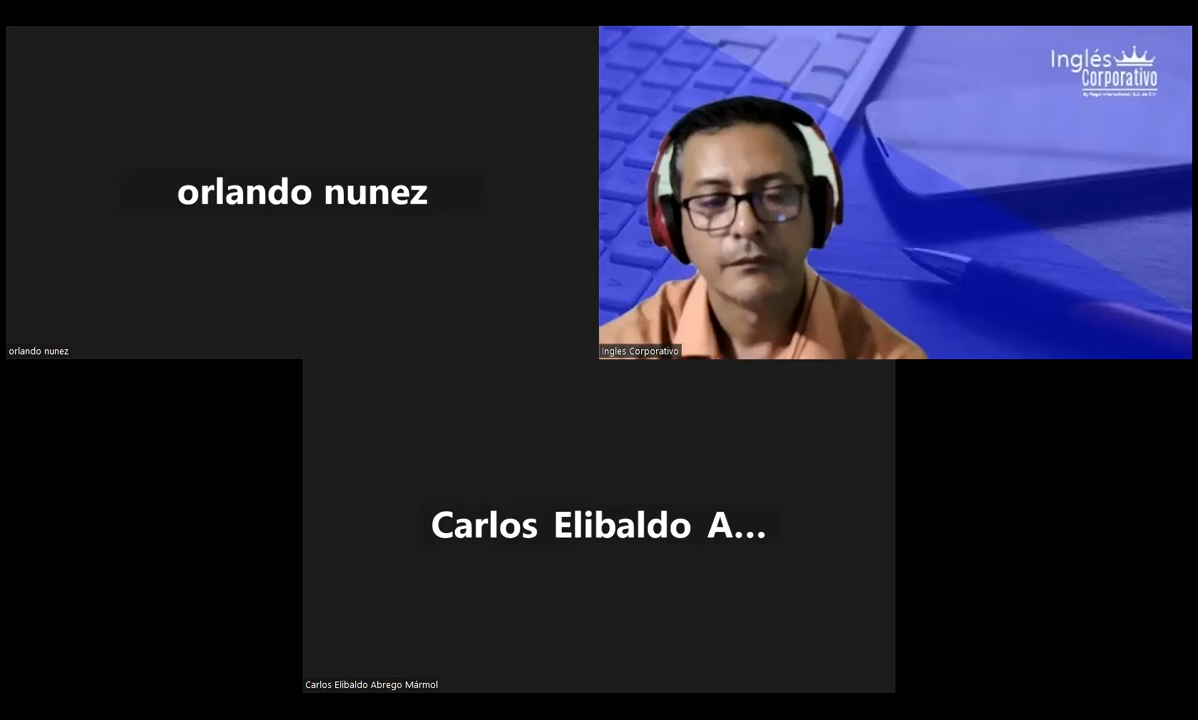 orlando nunez
Inglés
Corporativo
orlando nunez
Ingles Corporativo
Carlos Elibaldo A...
Carlos Elibaldo Abrego Mármol